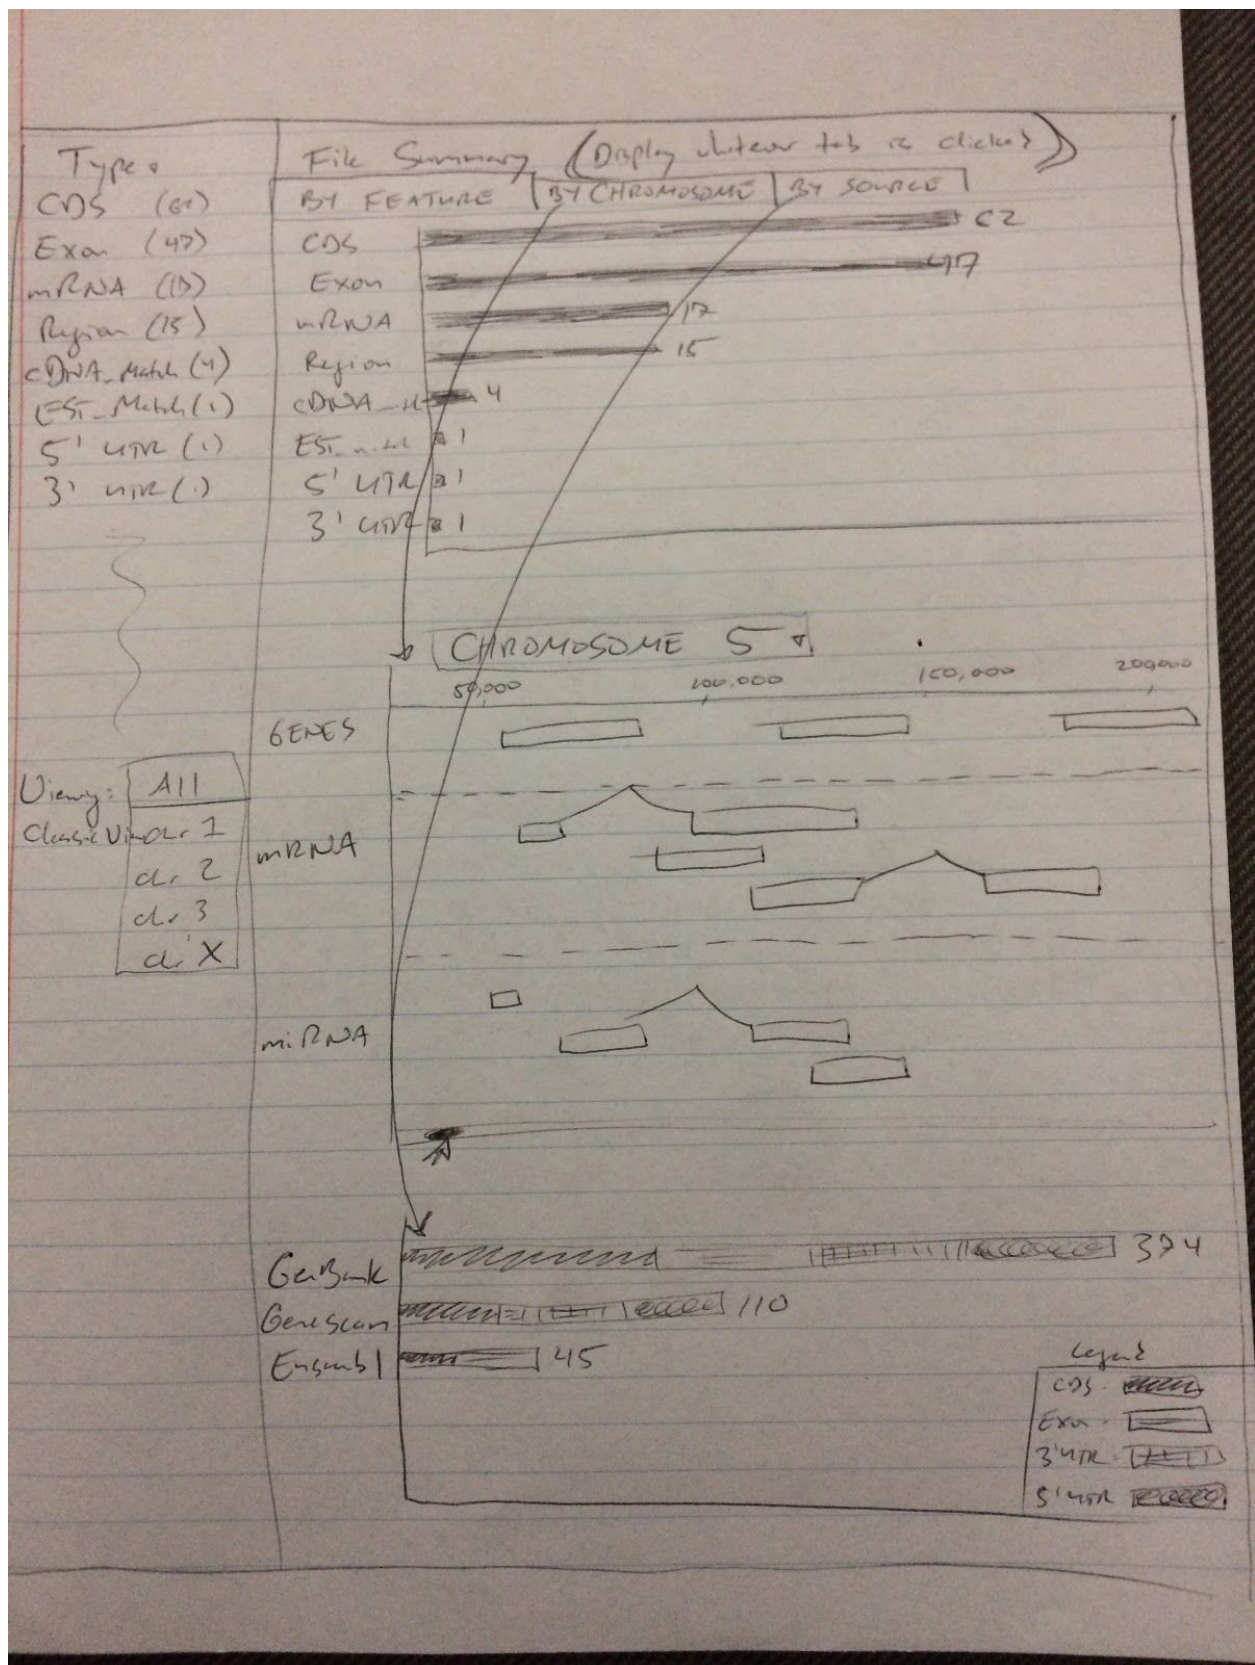 Type
CDS
Exon (47)
mRNA
Region (15)
cDNA_Match (4)
EST_Match (1)
5' UTR (1)
3' UTR (1)
Viewing: All
Classic View chr 1
chr 2
chr 3
chr X
File Summary (Display whatever tab is clicked)
BY FEATURE BY CHROMOSOME BY SOURCE
CDS 62
Exon 47
mRNA 17
Region 15
cDNA_ 4
EST_ 1
5' UTR 1
3' UTR 1
CHROMOSOME 5
50,000 100,000 150,000 200,000
GENES
mRNA
miRNA
GenBank 374
Genescan 110
Ensembl 45
Legend
CDS
Exon
3' UTR
5' UTR